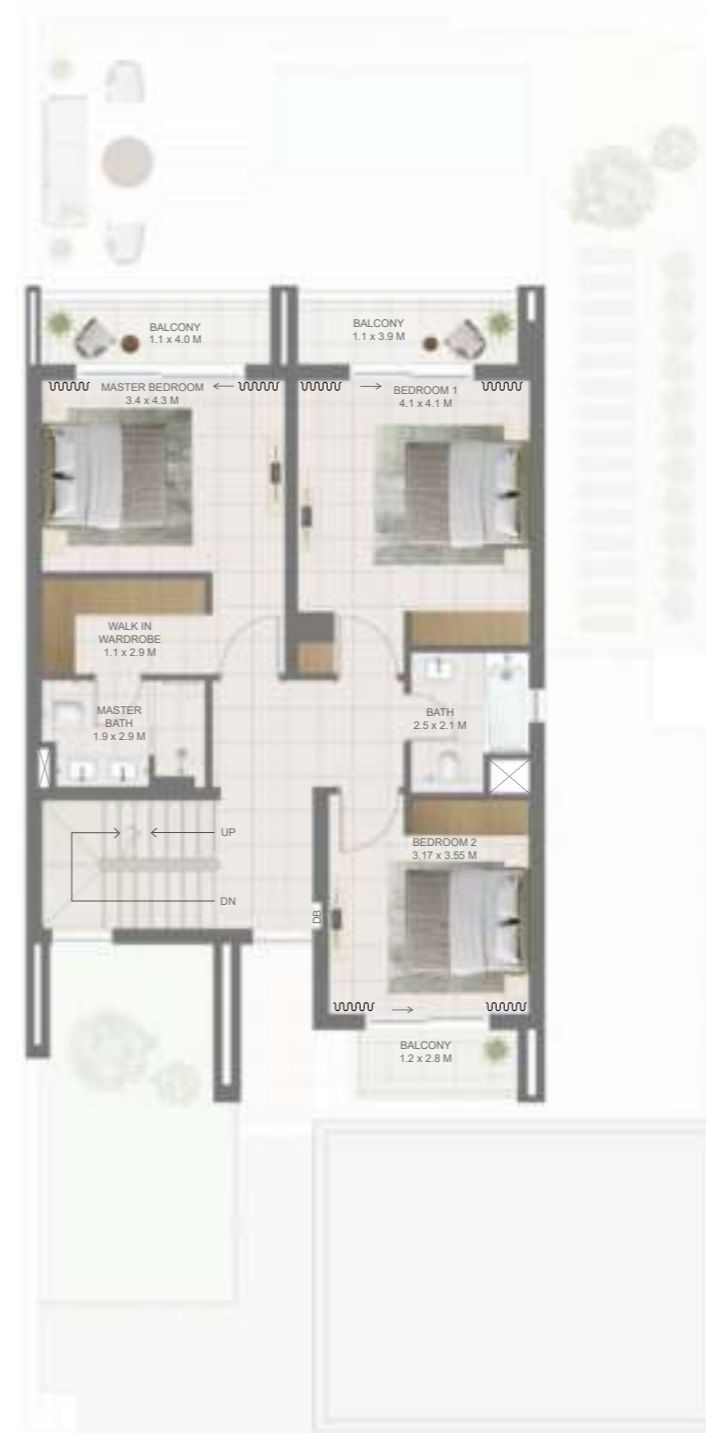 BALCONY
1.1 x 4.0 M
BALCONY
1.1 x 3.9 M
MASTER BEDROOM
3.4 x 4.3 M
BEDROOM 1
4.1 x 4.1 M
WALK IN
WARDROBE
1.1 x 2.9 M
MASTER
BATH
1.9 x 2.9 M
BATH
2.5 x 2.1 M
UP
BEDROOM 2
3.17 x 3.55 M
DN
DB
BALCONY
1.2 x 2.8 M